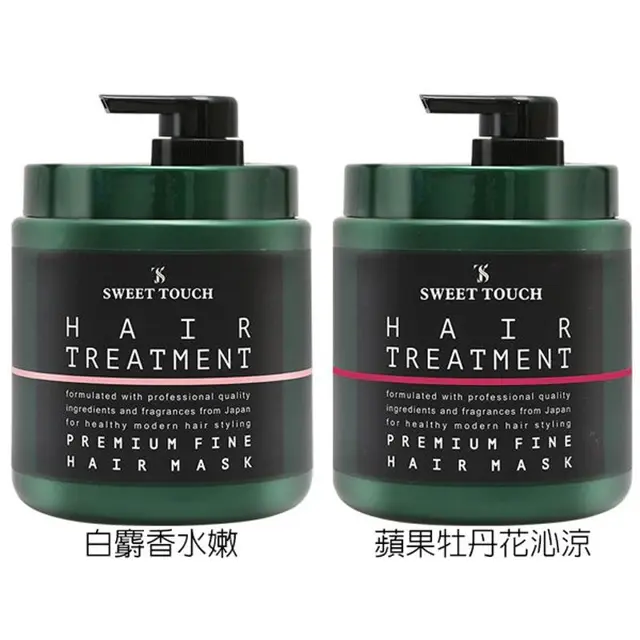 SWEET TOUCH
HAIR
TREATMENT
formulated with professional quality
ingredients and fragrances from Japan
for healthy modern hair styling
PREMIUM FINE
HAIR MASK
白麝香水嫩
SWEET TOUCH
HAIR
TREATMENT
formulated with professional quality
ingredients and fragrances from Japan
for healthy modern hair styling
PREMIUM FINE
HAIR MASK
蘋果牡丹花沁涼